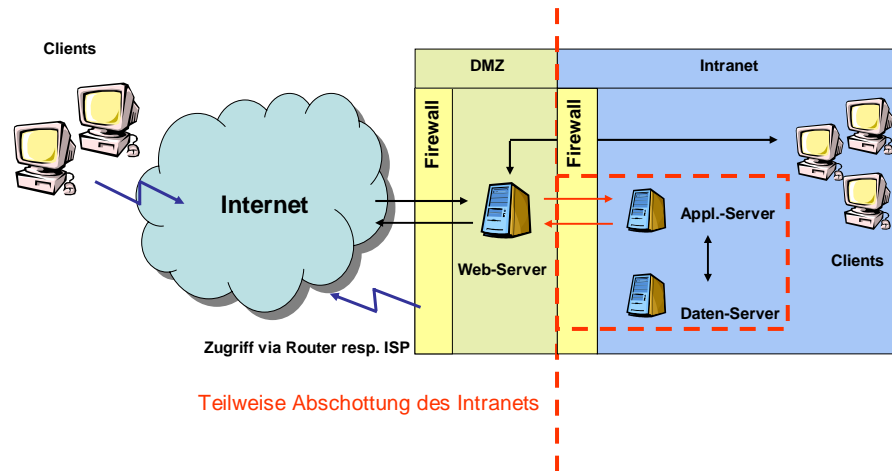 Clients
DMZ
Intranet
Firewall
Firewall
Internet
Web-Server
Appl.-Server
Clients
Daten-Server
Zugriff via Router resp. ISP
Teilweise Abschottung des Intranets